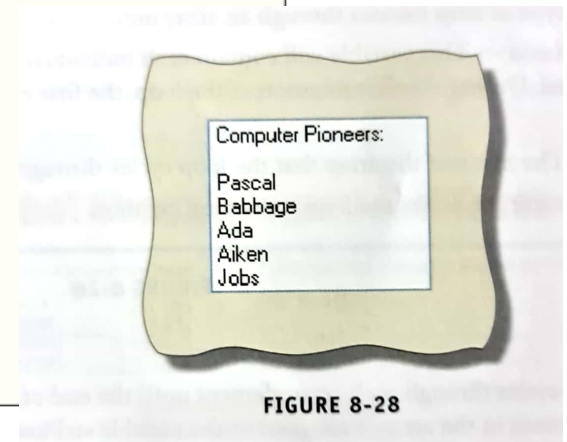 Computer Pioneers:
Pascal
Babbage
Ada
Aiken
Jobs
FIGURE 8-28